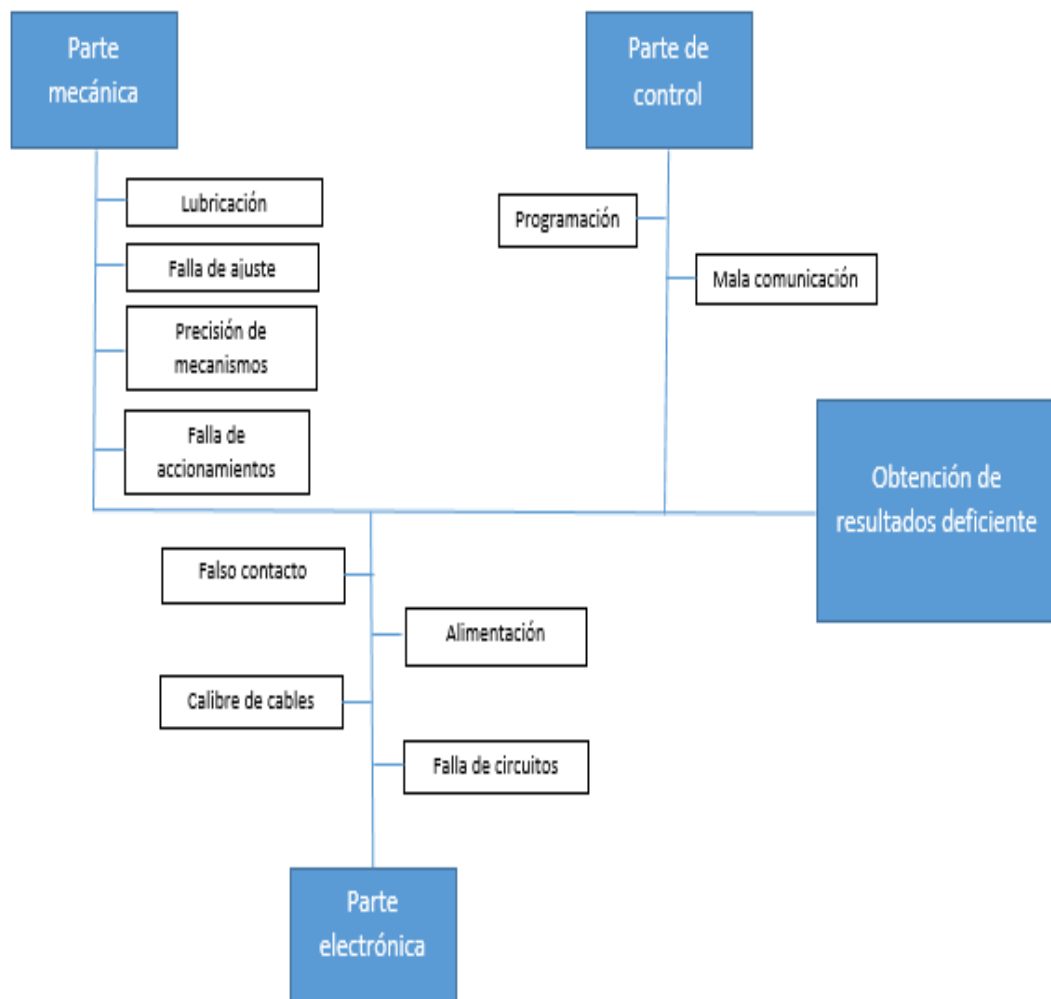 Parte
mecánica
Parte de
control
Lubricación
Programación
Falla de ajuste
Mala comunicación
Precisión de
mecanismos
Falla de
accionamientos
Obtención de
resultados deficiente
Falso contacto
Alimentación
Calibre de cables
Falla de circuitos
Parte
electrónica